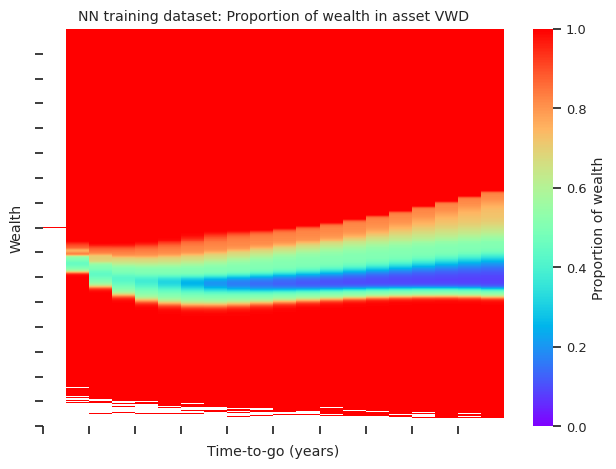 NN training dataset: Proportion of wealth in asset VWD
Wealth
Time-to-go (years)
1.0
0.8
0.6
0.4
0.2
0.0
Proportion of wealth